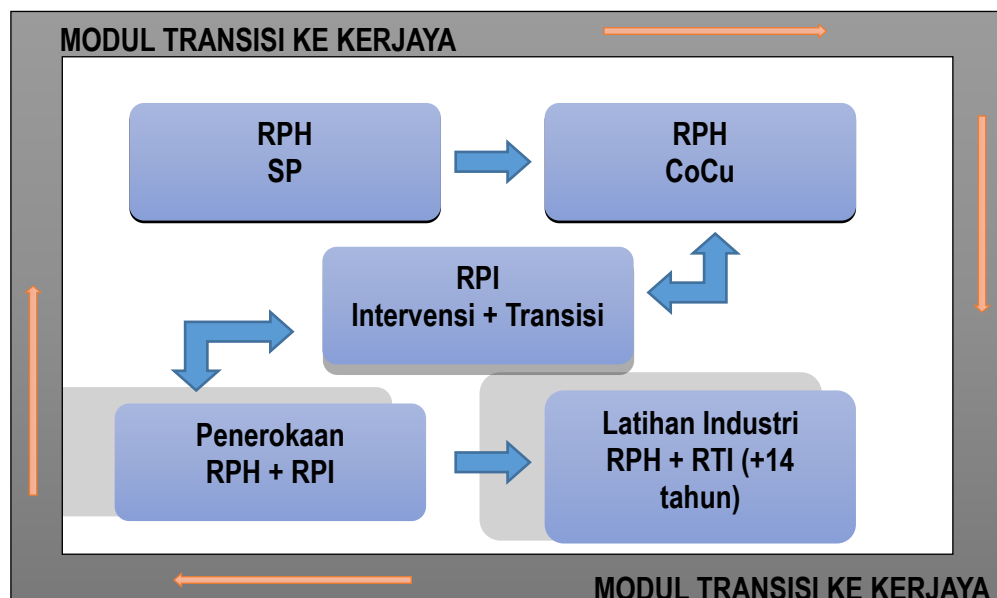 MODUL TRANSISI KE KERJAYA
RPH
SP
RPH
CoCu
RPI
Intervensi + Transisi
Penerokaan
RPH + RPI
Latihan Industri
RPH + RTI (+14
tahun)
MODUL TRANSISI KE KERJAYA